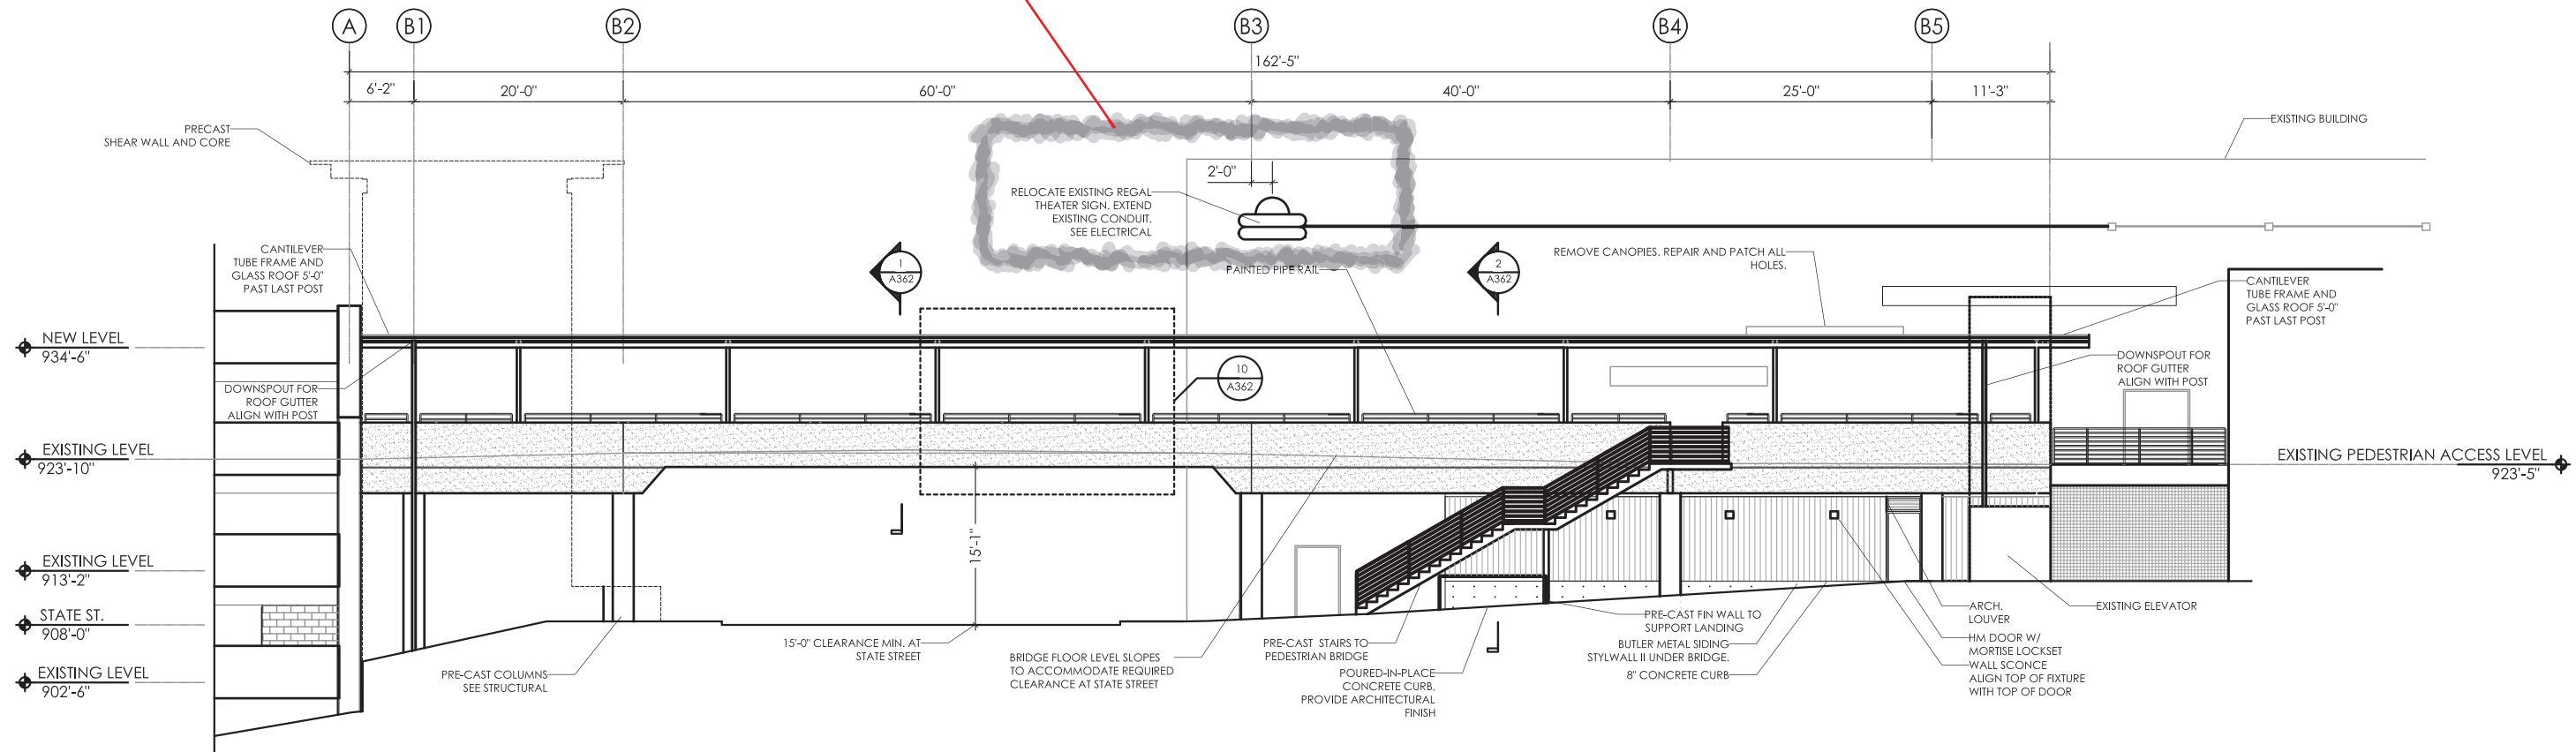 A
B1
B2
B3
B4
B5
162'-5"
6'-2"
20'-0"
60'-0"
40'-0"
25'-0"
11'-3"
PRECAST
SHEAR WALL AND CORE
EXISTING BUILDING
2'-0"
RELOCATE EXISTING REGAL
THEATER SIGN. EXTEND
EXISTING CONDUIT.
SEE ELECTRICAL
CANTILEVER
TUBE FRAME AND
GLASS ROOF 5'-0"
PAST LAST POST
1
A362
PAINTED PIPE RAIL
2
A362
REMOVE CANOPIES. REPAIR AND PATCH ALL
HOLES.
CANTILEVER
TUBE FRAME AND
GLASS ROOF 5'-0"
PAST LAST POST
NEW LEVEL
934'-6"
DOWNSPOUT FOR
ROOF GUTTER
ALIGN WITH POST
10
A362
DOWNSPOUT FOR
ROOF GUTTER
ALIGN WITH POST
EXISTING LEVEL
923'-10"
EXISTING PEDESTRIAN ACCESS LEVEL
923'-5"
15'-1"
EXISTING LEVEL
913'-2"
STATE ST.
908'-0"
EXISTING LEVEL
902'-6"
PRE-CAST COLUMNS
SEE STRUCTURAL
15'-0" CLEARANCE MIN. AT
STATE STREET
BRIDGE FLOOR LEVEL SLOPES
TO ACCOMMODATE REQUIRED
CLEARANCE AT STATE STREET
PRE-CAST STAIRS TO
PEDESTRIAN BRIDGE
POURED-IN-PLACE
CONCRETE CURB.
PROVIDE ARCHITECTURAL
FINISH
PRE-CAST FIN WALL TO
SUPPORT LANDING
BUTLER METAL SIDING
STYLWALL II UNDER BRIDGE.
8" CONCRETE CURB
ARCH.
LOUVER
HM DOOR W/
MORTISE LOCKSET
WALL SCONCE
ALIGN TOP OF FIXTURE
WITH TOP OF DOOR
EXISTING ELEVATOR